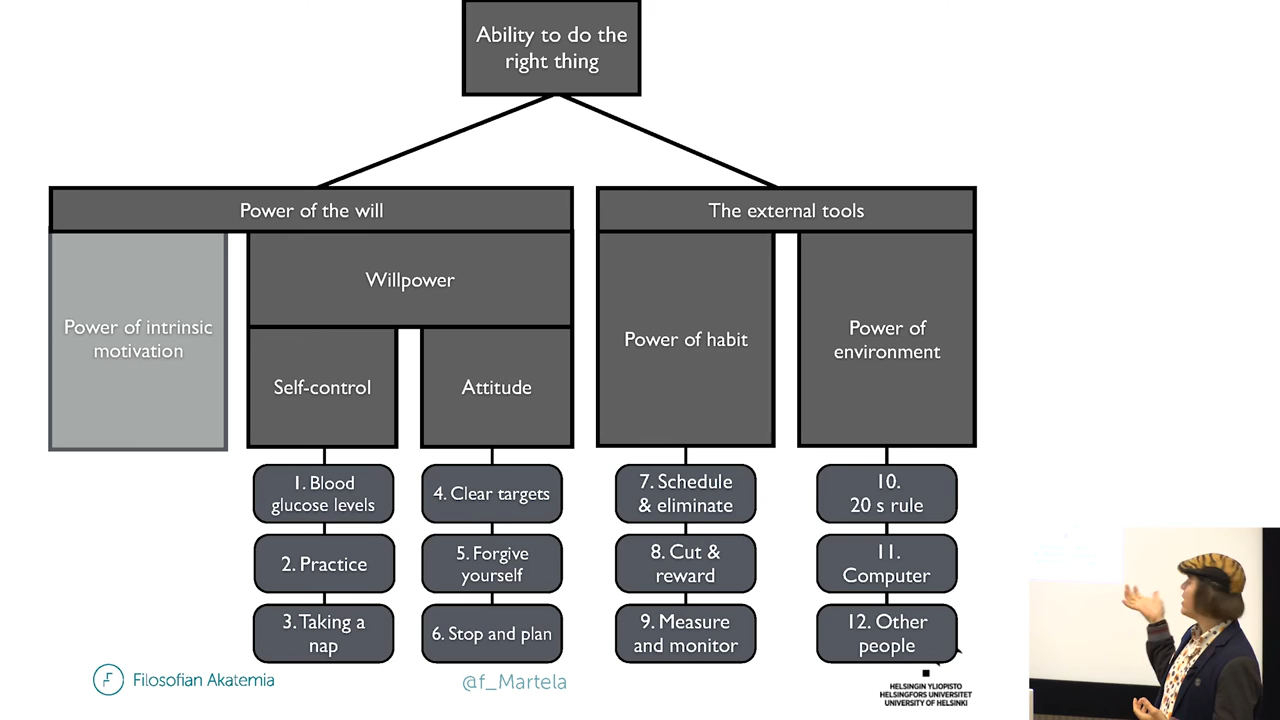 Ability to do the
right thing
Power of the will
The external tools
Power of intrinsic
motivation
Willpower
Self-control
Attitude
Power of habit
Power of
environment
1. Blood
glucose levels
2. Practice
3. Taking a
nap
4. Clear targets
5. Forgive
yourself
6. Stop and plan
7. Schedule
& eliminate
8. Cut &
reward
9. Measure
and monitor
10.
20 s rule
11.
Computer
12. Other
people
Filosofian Akatemia
@f_Martela
HELSINGIN YLIOPISTO
HELSINGFORS UNIVERSITET
UNIVERSITY OF HELSINKI